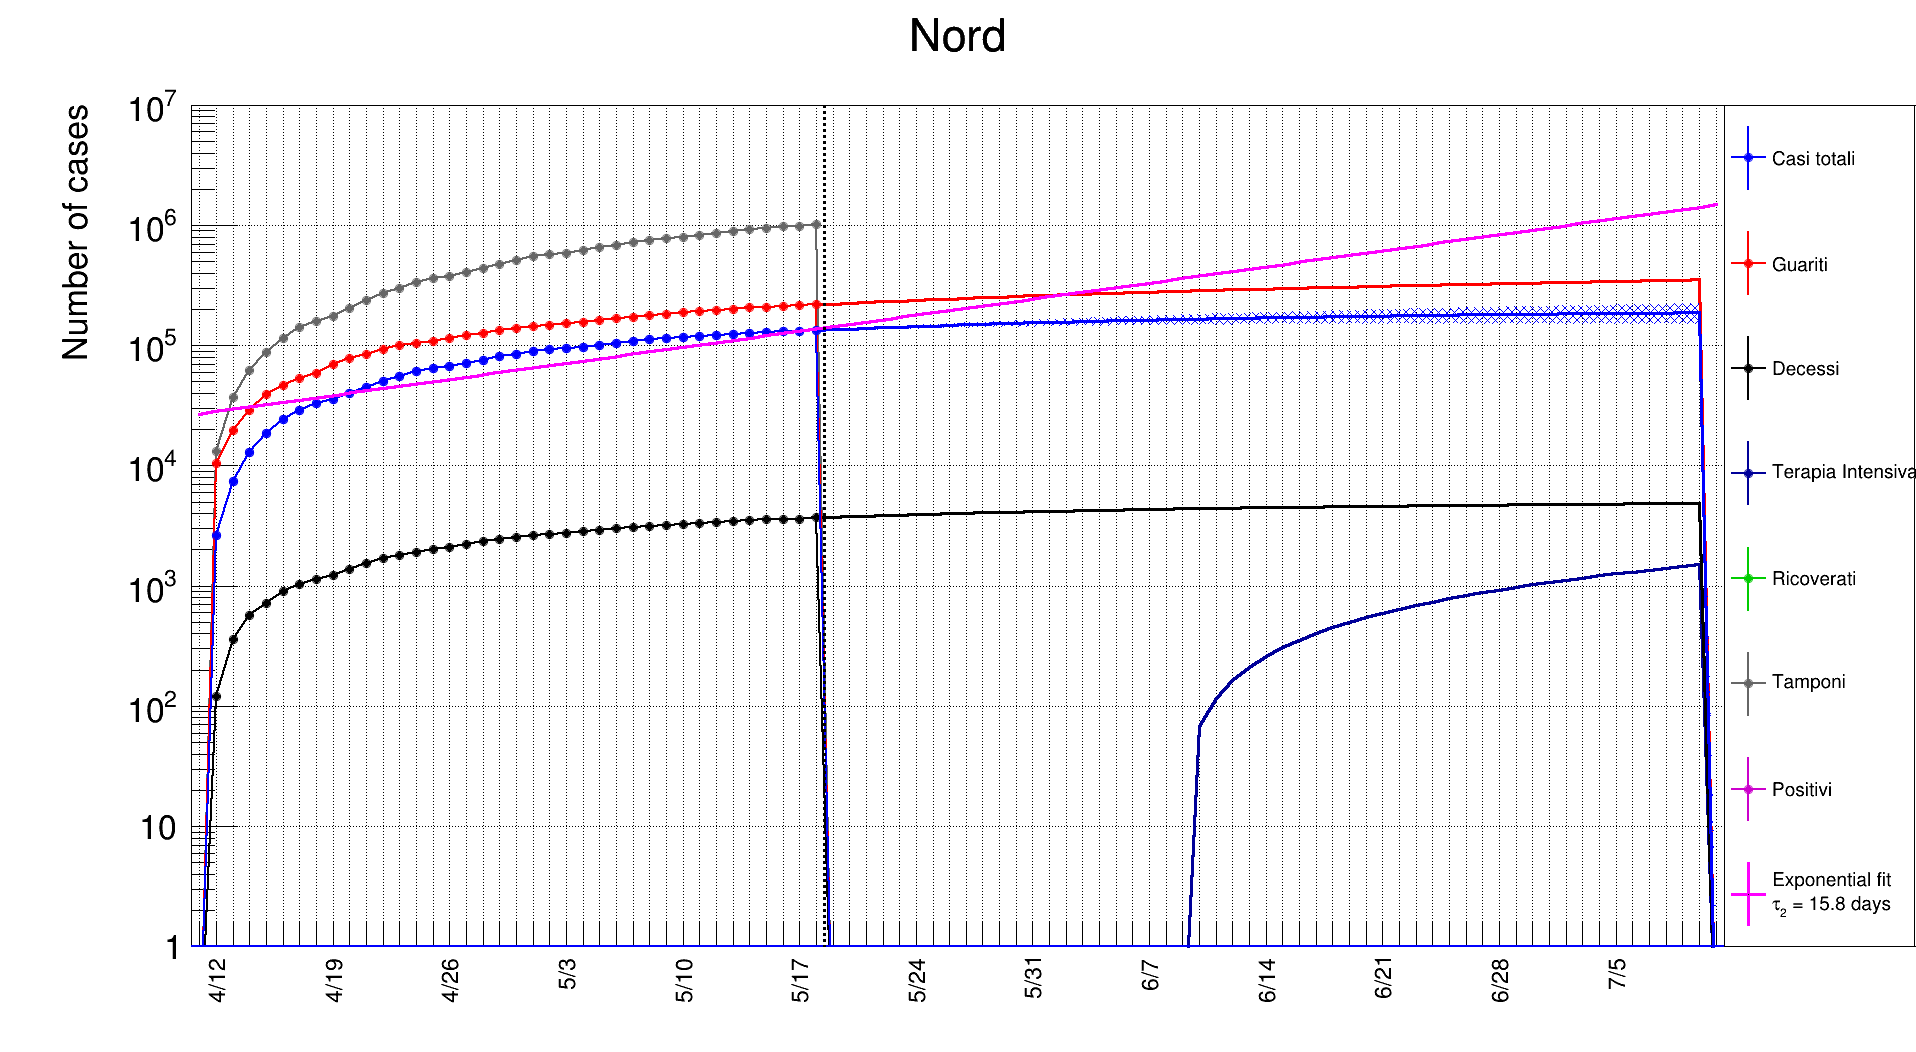 Nord
Number of cases
10^7
10^6
10^5
10^4
10^3
10^2
10
1
4/12
4/19
4/26
5/3
5/10
5/17
5/24
5/31
6/7
6/14
6/21
6/28
7/5
Casi totali
Guariti
Decessi
Terapia Intensiva
Ricoverati
Tamponi
Positivi
Exponential fit
τ_2 = 15.8 days